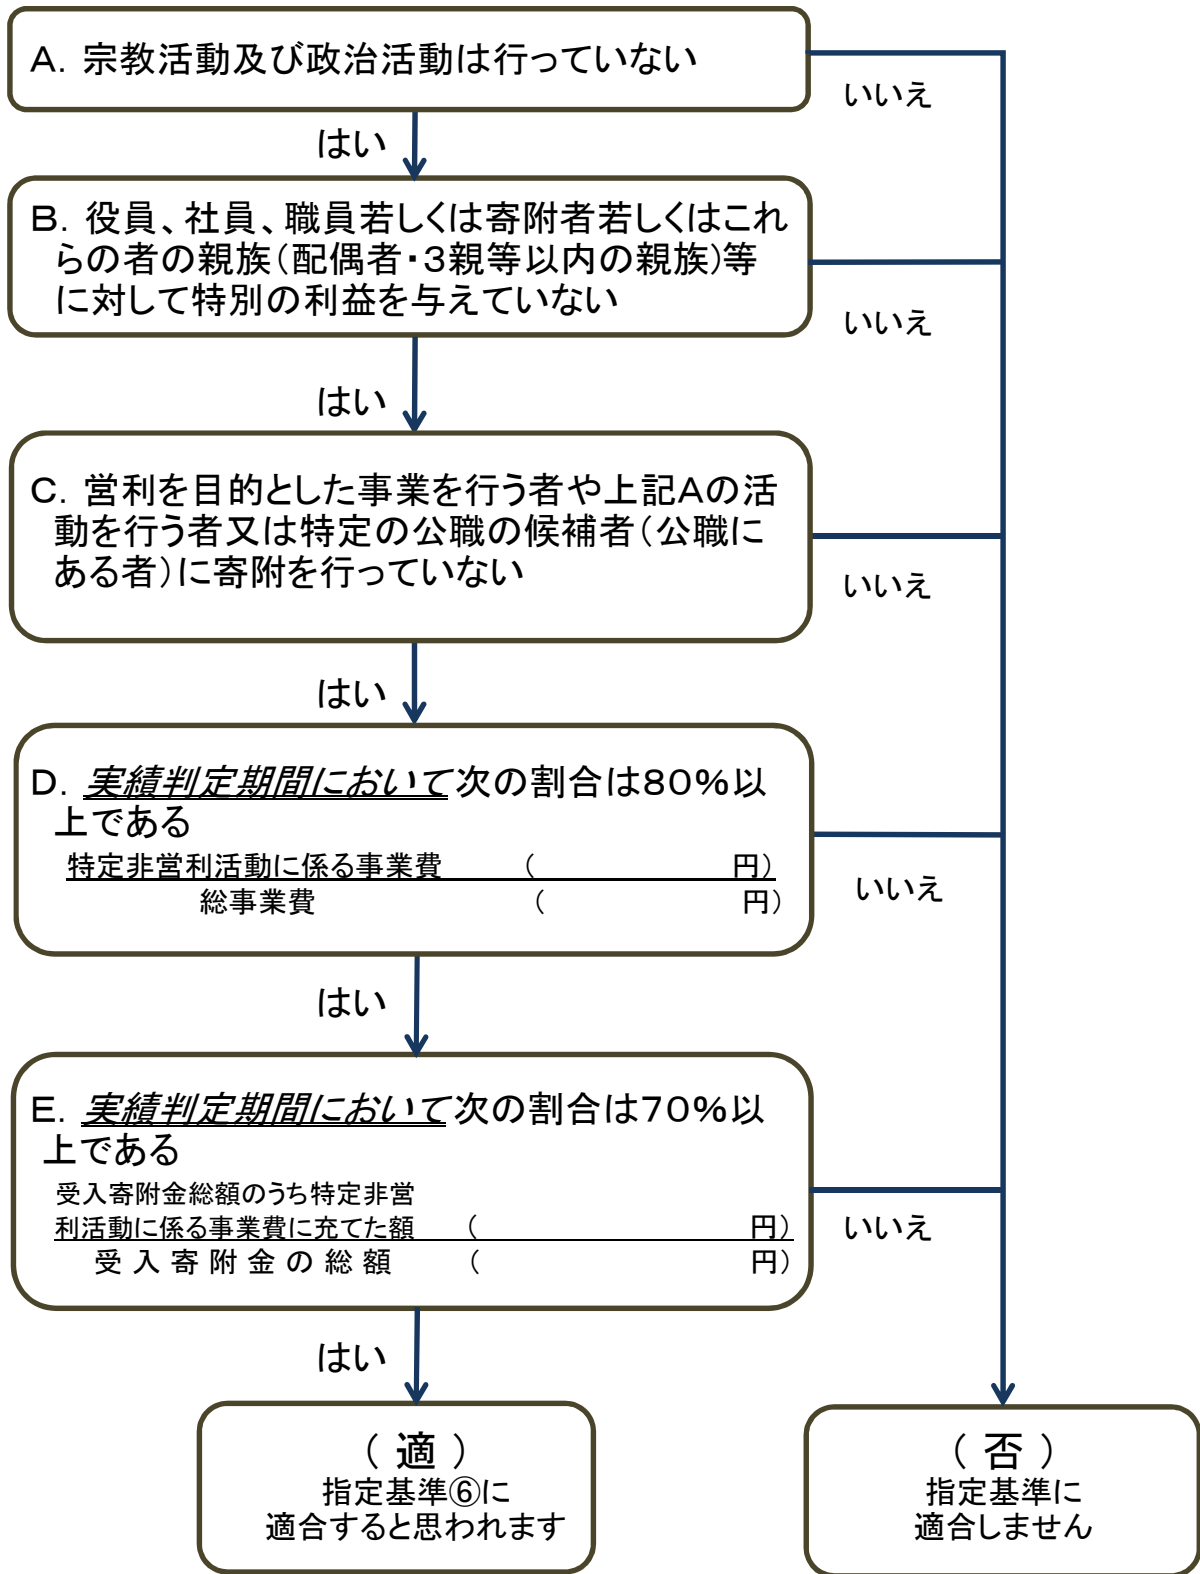 A．宗教活動及び政治活動は行っていない
いいえ
はい
B．役員、社員、職員若しくは寄附者若しくはこれ
らの者の親族（配偶者・3親等以内の親族）等
に対して特別の利益を与えていない
いいえ
はい
C．営利を目的とした事業を行う者や上記Aの活
動を行う者又は特定の公職の候補者（公職に
ある者）に寄附を行っていない
いいえ
はい
D．実績判定期間において次の割合は80％以
上である
特定非営利活動に係る事業費 （ 円）
総事業費 （ 円）
いいえ
はい
E．実績判定期間において次の割合は70％以
上である
受入寄附金総額のうち特定非営
利活動に係る事業費に充てた額 （ 円）
受入寄附金の総額 （ 円）
いいえ
はい
（ 適 ）
指定基準⑥に
適合すると思われます
（ 否 ）
指定基準に
適合しません